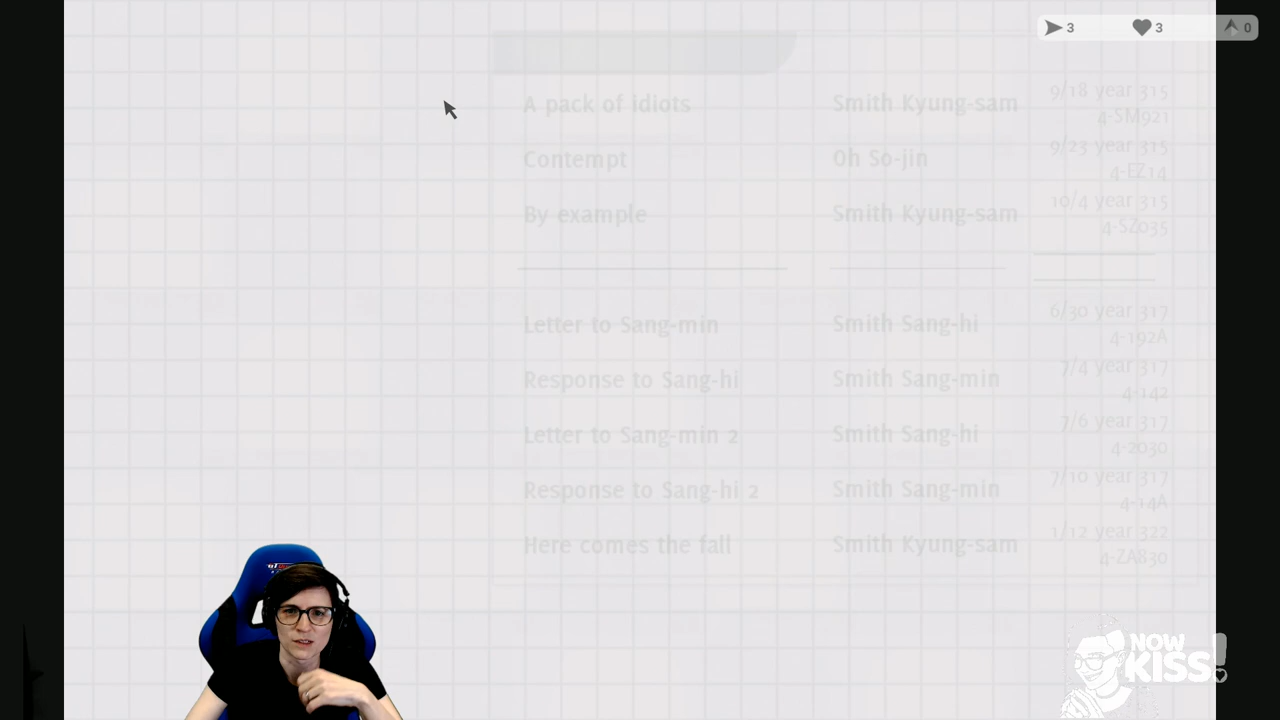 3 3 0
A pack of idiots Smith Kyung-sam 9/18 year 315
4-SM921
Contempt Oh So-jin 9/23 year 315
4-EZ14
By example Smith Kyung-sam 10/4 year 315
4-SZ035
Letter to Sang-min Smith Sang-hi 6/30 year 317
4-192A
Response to Sang-hi Smith Sang-min 7/4 year 317
4-142
Letter to Sang-min 2 Smith Sang-hi 7/6 year 317
4-2030
Response to Sang-hi 2 Smith Sang-min 7/10 year 317
4-14A
Here comes the fall Smith Kyung-sam 1/12 year 322
4-ZA830
NOW
KISS!